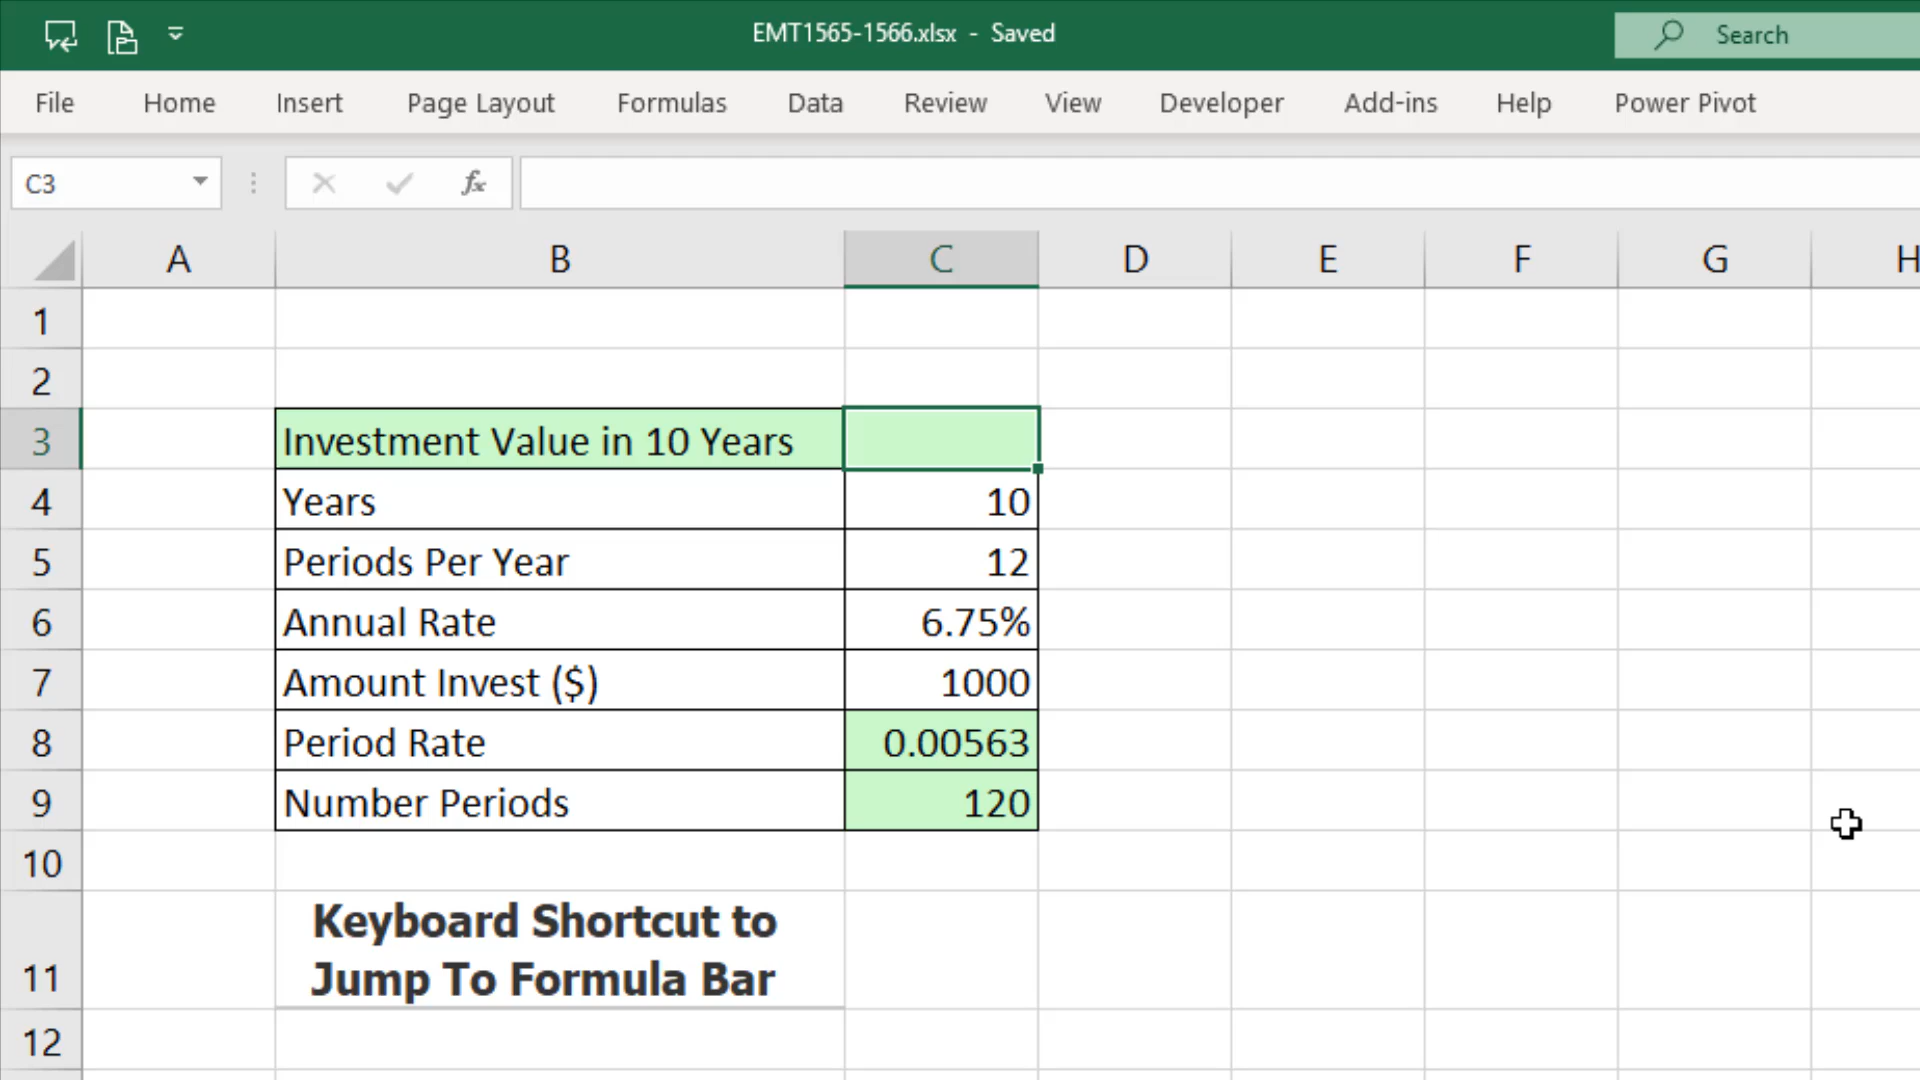 EMT1565-1566.xlsx - Saved
Search
File Home Insert Page Layout Formulas Data Review View Developer Add-ins Help Power Pivot
C3 fx
A B C D E F G H
1
2
3 Investment Value in 10 Years
4 Years 10
5 Periods Per Year 12
6 Annual Rate 6.75%
7 Amount Invest ($) 1000
8 Period Rate 0.00563
9 Number Periods 120
10
Keyboard Shortcut to
11 Jump To Formula Bar
12